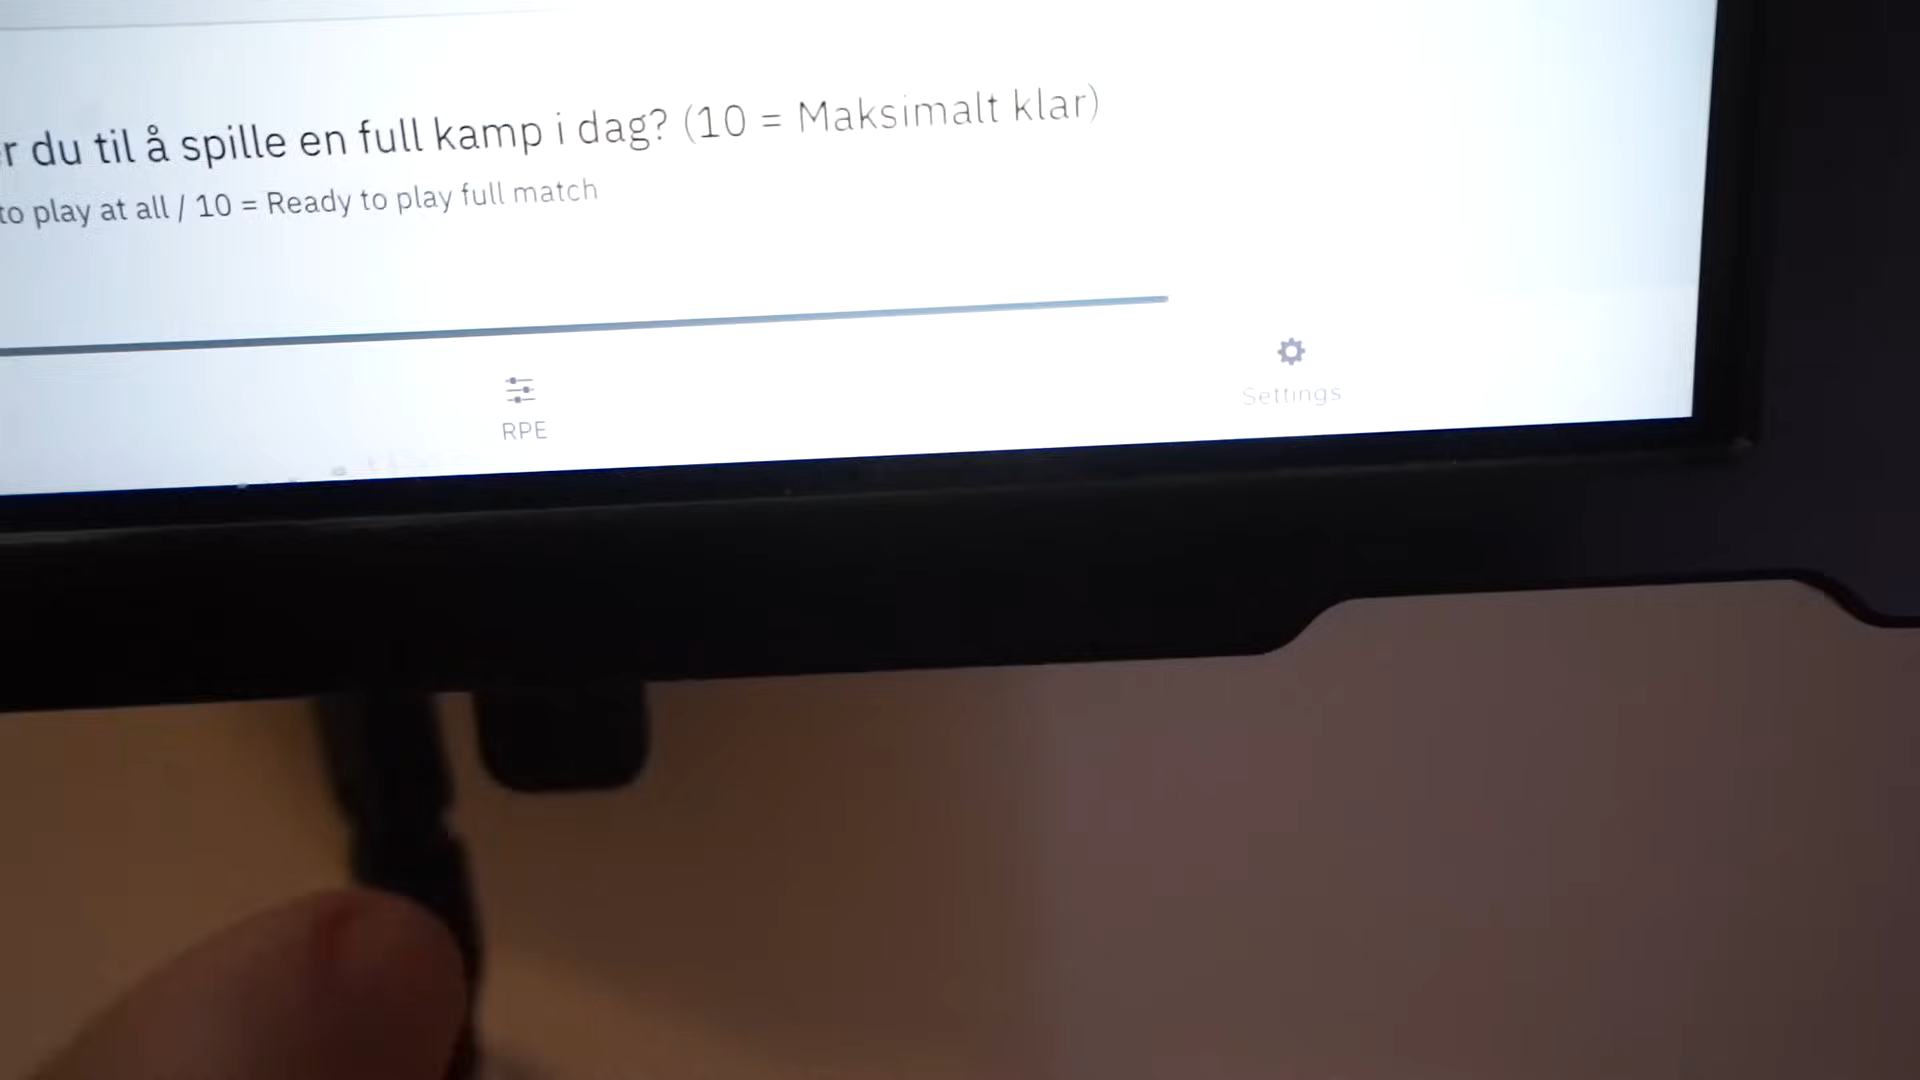 r du til å spille en full kamp i dag? (10 = Maksimalt klar)
to play at all / 10 = Ready to play full match
RPE
Settings